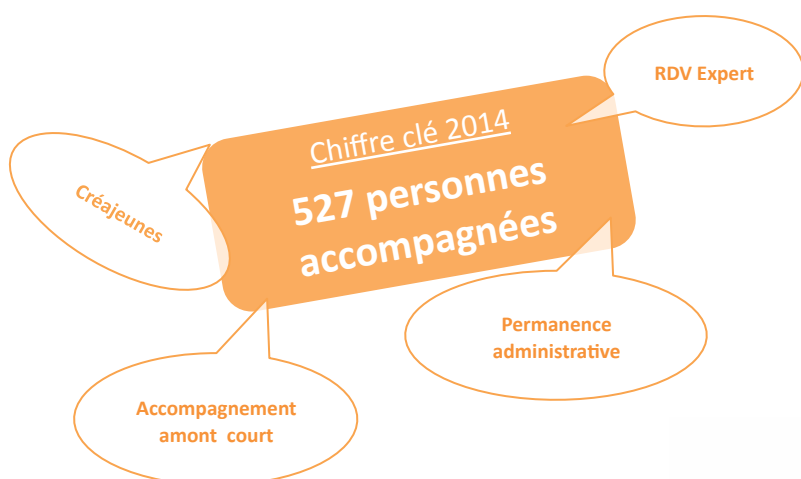 RDV Expert
Chiffre clé 2014
527 personnes
accompagnées
Créajeunes
Permanence
administrative
Accompagnement
amont court